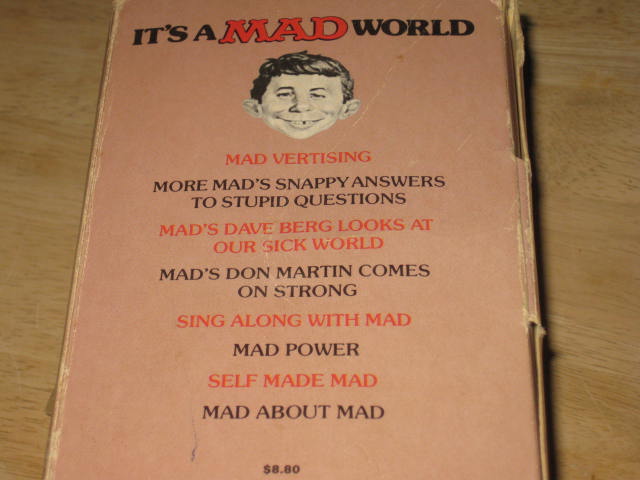 IT'S A MAD WORLD
MAD VERTISING
MORE MAD'S SNAPPY ANSWERS
TO STUPID QUESTIONS
MAD'S DAVE BERG LOOKS AT
OUR SICK WORLD
MAD'S DON MARTIN COMES
ON STRONG
SING ALONG WITH MAD
MAD POWER
SELF MADE MAD
MAD ABOUT MAD
$8.80